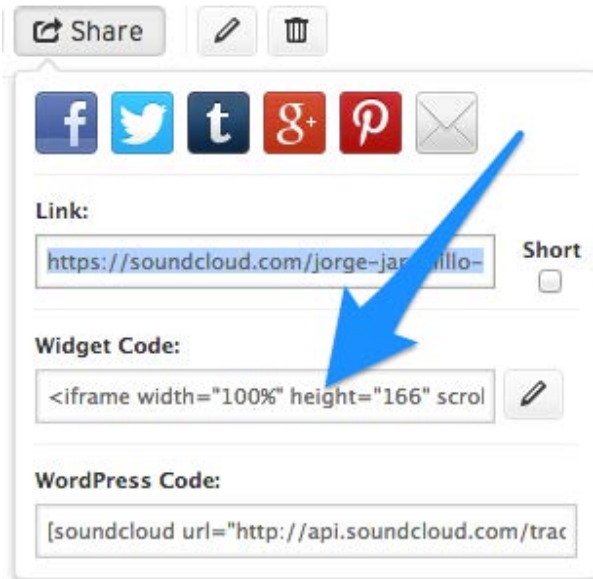 Share
f t g+ p
Link:
https://soundcloud.com/jorge-ja
Short
Widget Code:
<iframe width="100%" height="166" scrol
WordPress Code:
[soundcloud url="http://api.soundcloud.com/trac